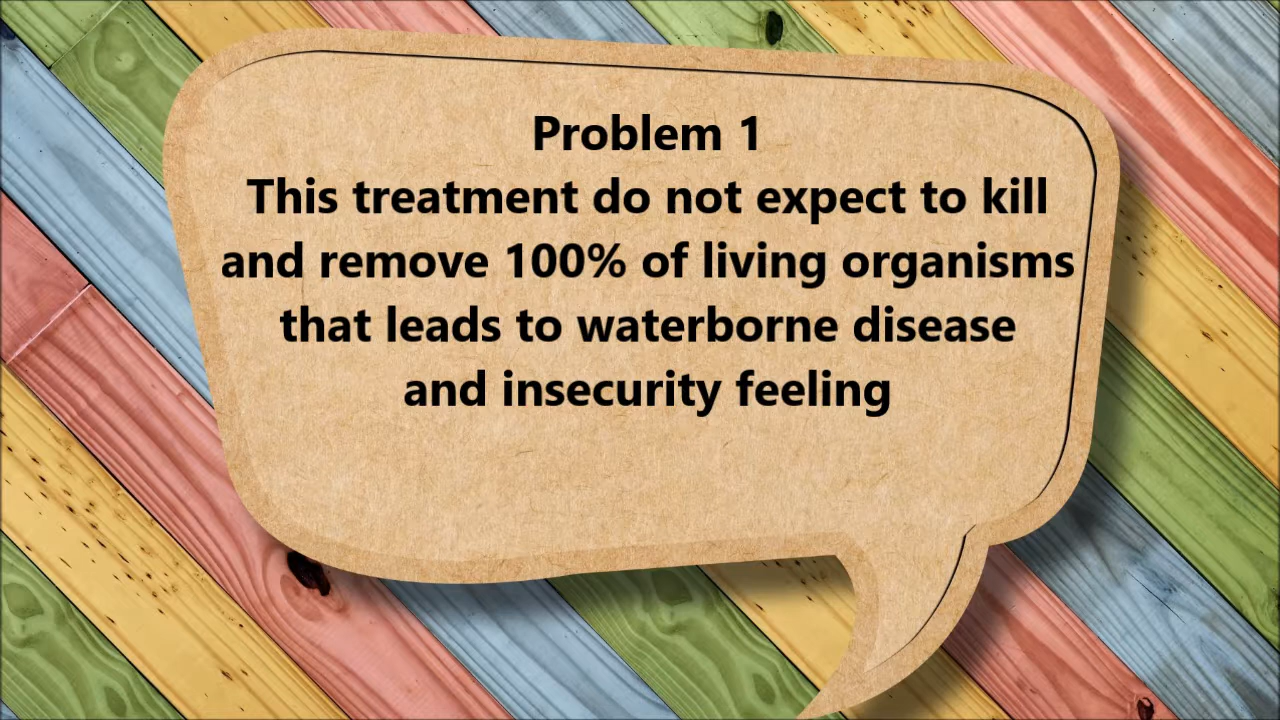 Problem 1
This treatment do not expect to kill
and remove 100% of living organisms
that leads to waterborne disease
and insecurity feeling